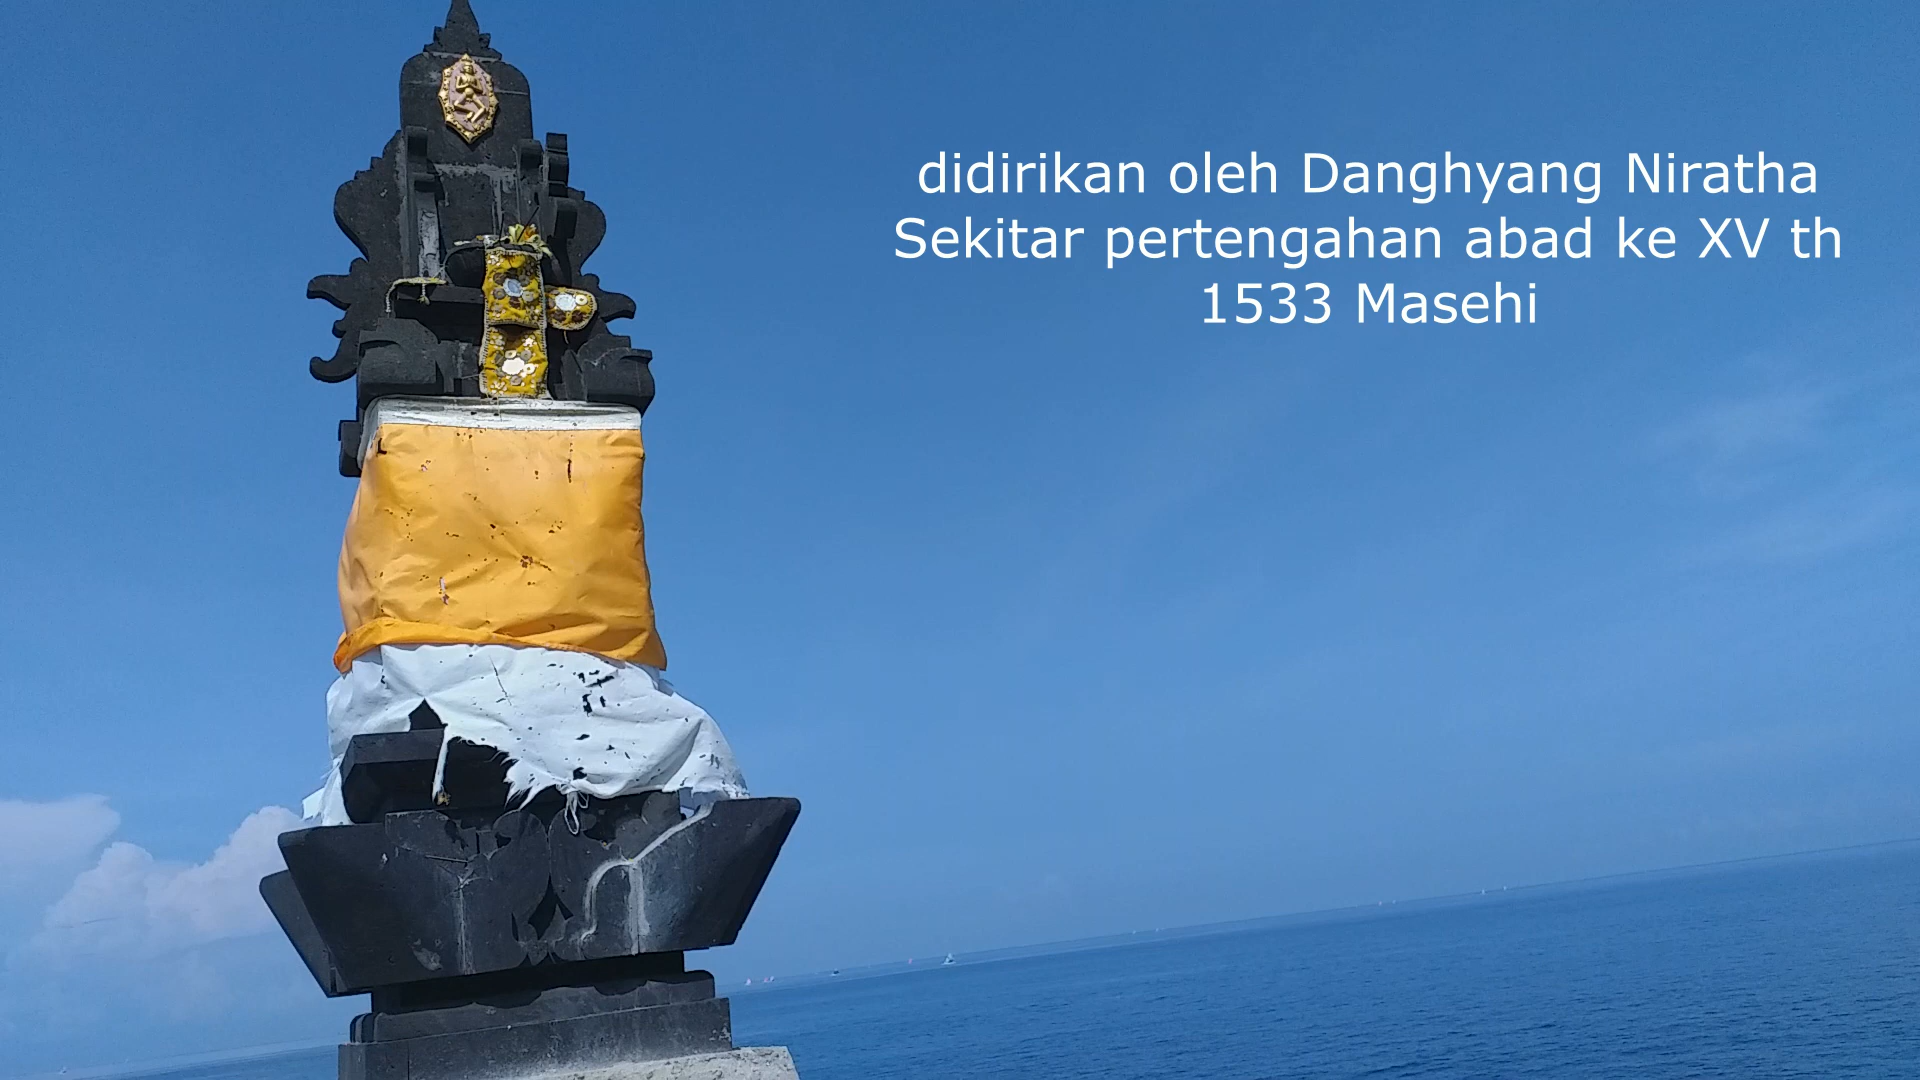 didirikan oleh Danghyang Niratha
Sekitar pertengahan abad ke XV th
1533 Masehi